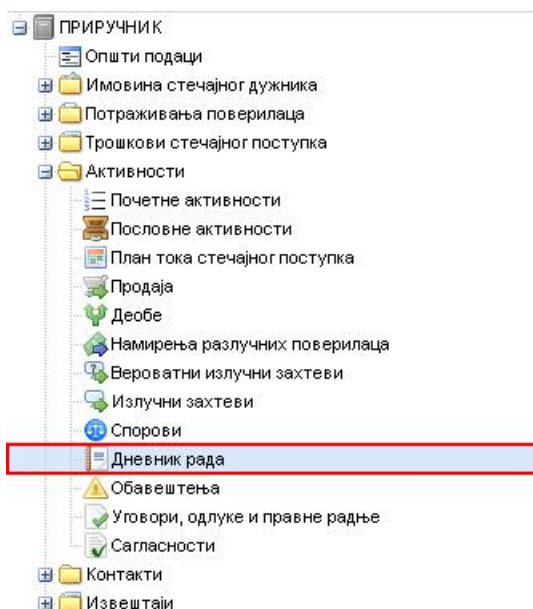 ПРИРУЧНИК
Општи подаци
Имовина стечајног дужника
Потраживања поверилаца
Трошкови стечајног поступка
Активности
Почетне активности
Пословне активности
План тока стечајног поступка
Продаја
Деобе
Намирења разлучних поверилаца
Вероватни излучни захтеви
Излучни захтеви
Спорови
Дневник рада
Обавештења
Уговори, одлуке и правне радње
Сагласности
Контакти
Извештаји